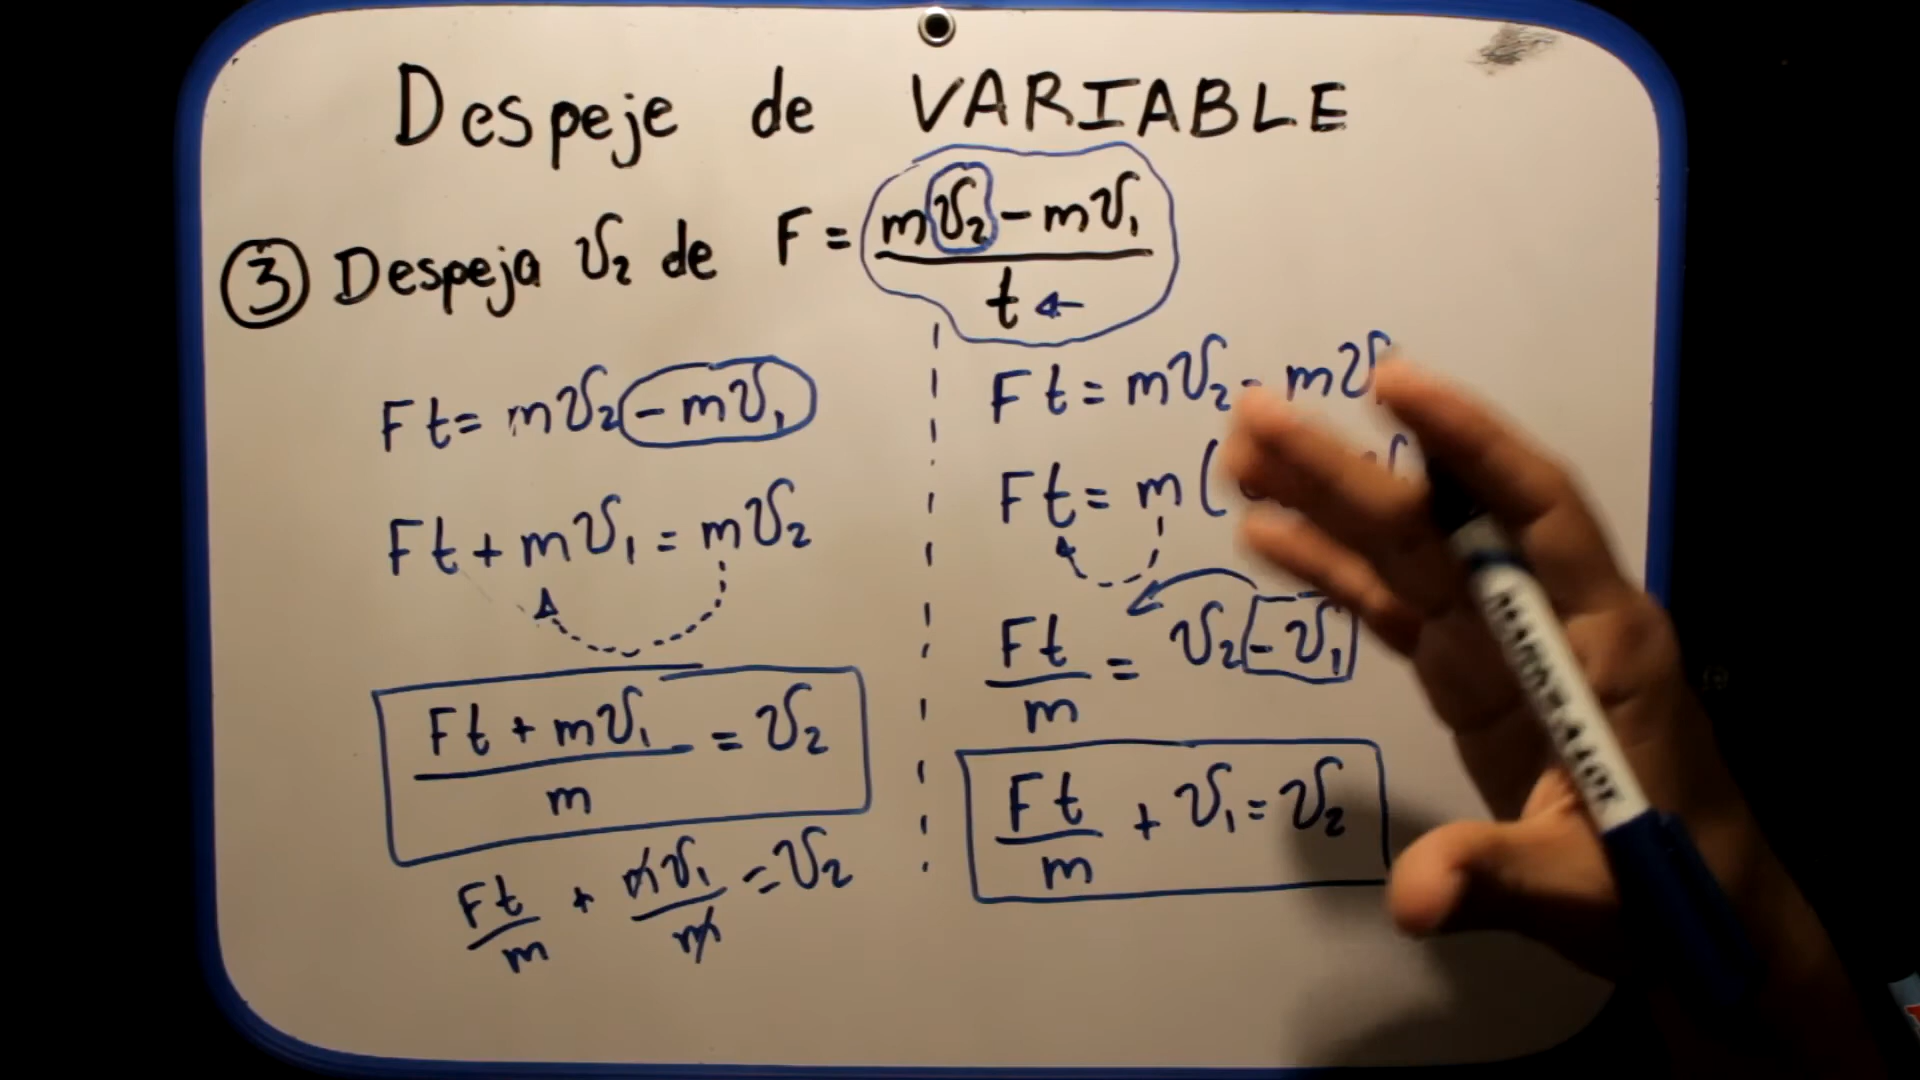 Despeje de VARIABLE
③ Despeja v₂ de F = (mv₂ - mv₁)/t ←
Ft = mv₂ - mv₁
Ft + mv₁ = mv₂
(Ft + mv₁)/m = v₂
Ft/m + mv₁/m = v₂
Ft = mv₂ - mv₁
Ft = m(
Ft/m = v₂ - v₁
Ft/m + v₁ = v₂